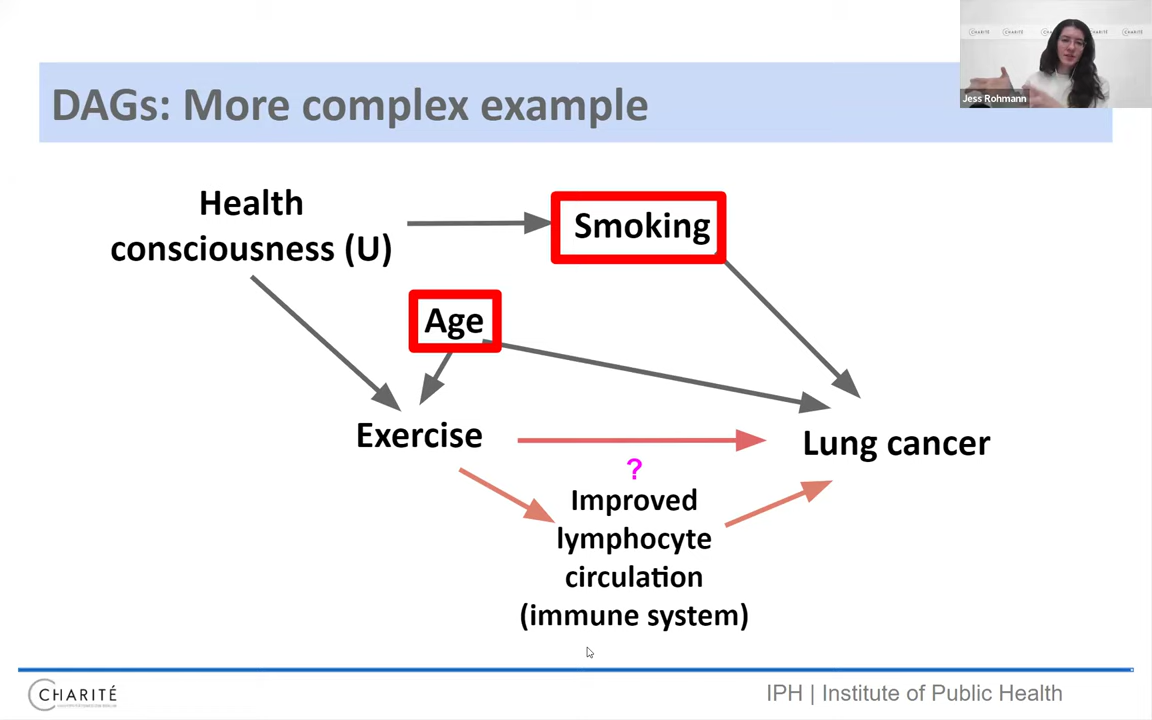 Jess Rohmann
DAGs: More complex example
Health
consciousness (U)
Smoking
Age
Exercise
Lung cancer
?
Improved
lymphocyte
circulation
(immune system)
CHARITÉ
IPH | Institute of Public Health